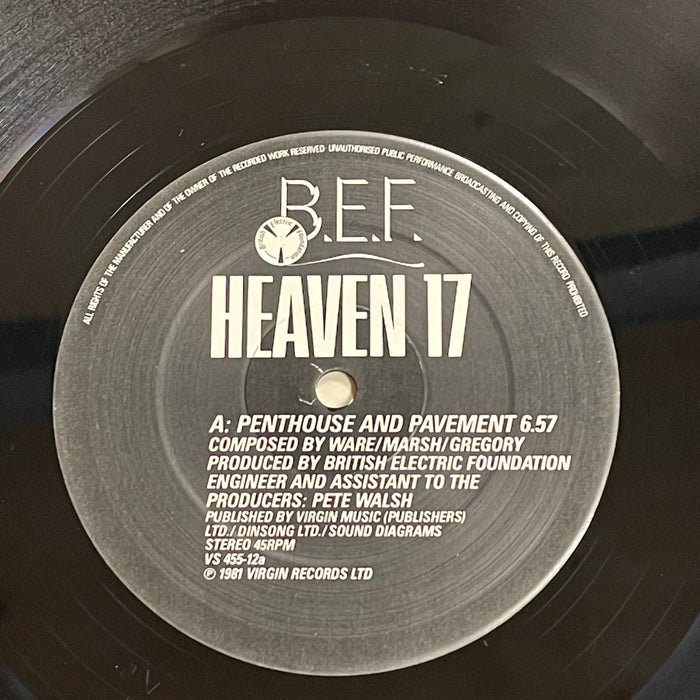 ALL RIGHTS OF THE MANUFACTURER AND OF THE OWNER OF THE RECORDED WORK RESERVED UNAUTHORISED PUBLIC PERFORMANCE BROADCASTING AND COPYING OF THIS RECORD PROHIBITED
B.E.F.
British Electric Foundation
HEAVEN 17
A: PENTHOUSE AND PAVEMENT 6.57
COMPOSED BY WARE/MARSH/GREGORY
PRODUCED BY BRITISH ELECTRIC FOUNDATION
ENGINEER AND ASSISTANT TO THE
PRODUCERS: PETE WALSH
PUBLISHED BY VIRGIN MUSIC (PUBLISHERS)
LTD./DINSONG LTD./SOUND DIAGRAMS
STEREO 45RPM
VS 455-12a
℗ 1981 VIRGIN RECORDS LTD